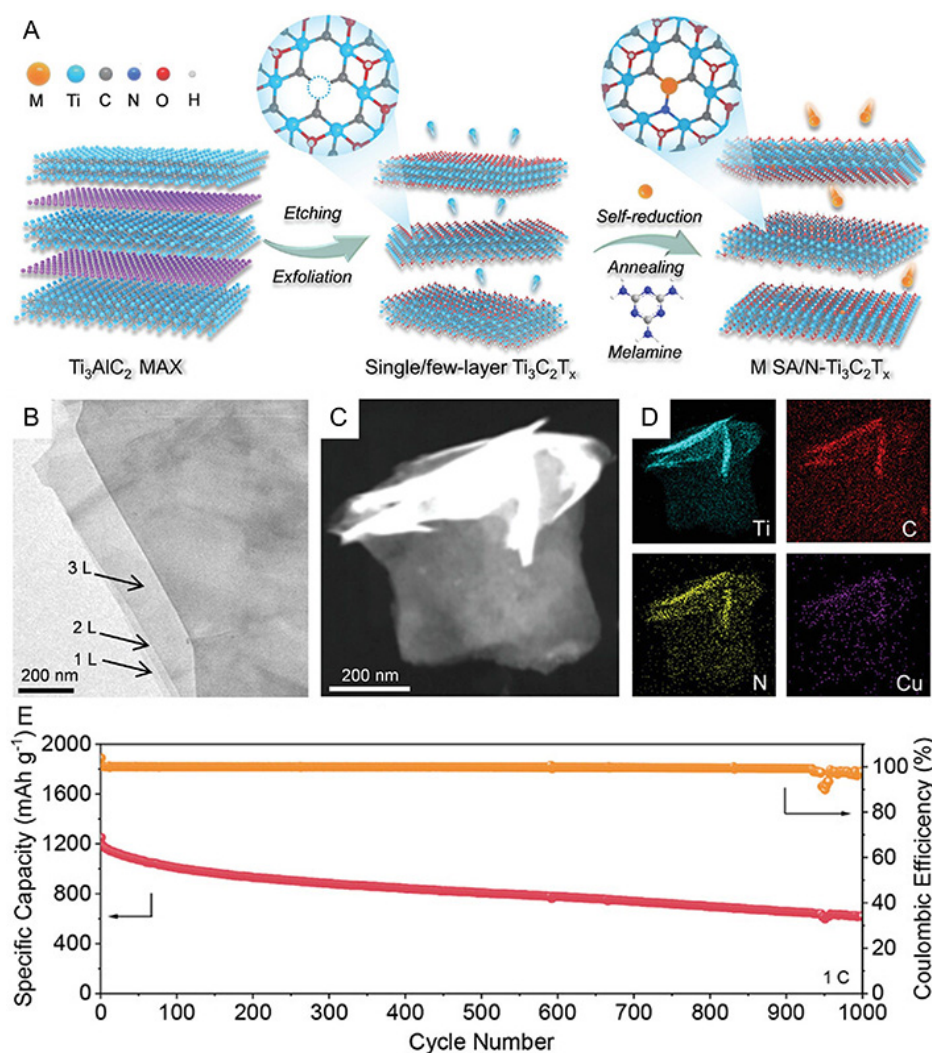 A
M Ti C N O H
Etching
Exfoliation
Self-reduction
Annealing
Melamine
Ti₃AlC₂ MAX
Single/few-layer Ti₃C₂Tₓ
M SA/N-Ti₃C₂Tₓ
B
3 L
2 L
1 L
200 nm
C
200 nm
D
Ti
C
N
Cu
E
Specific Capacity (mAh g⁻¹)
2000
1600
1200
800
400
0
100
80
60
40
20
0
Coulombic Efficicency (%)
1 C
0 100 200 300 400 500 600 700 800 900 1000
Cycle Number